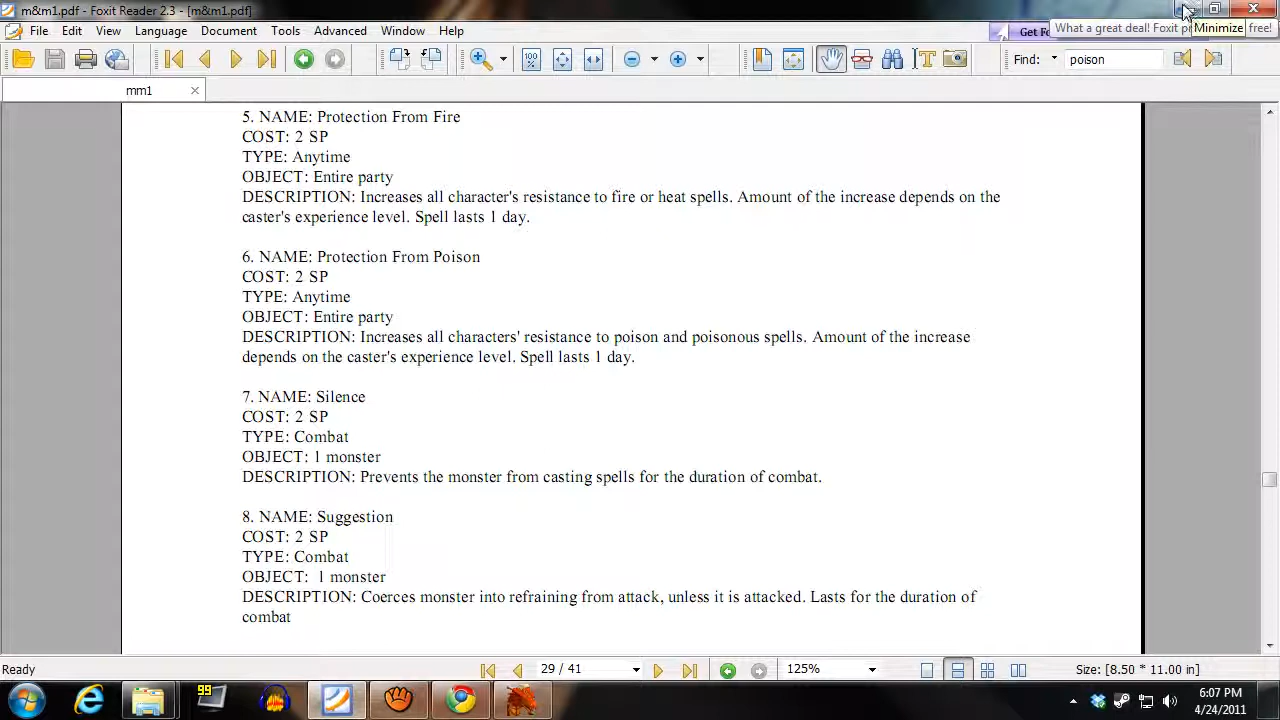 m&m1.pdf - Foxit Reader 2.3 - [m&m1.pdf]
File Edit View Language Document Tools Advanced Window Help
Get Fo
What a great deal! Foxit
Minimize
free!
Find: poison
mm1
5. NAME: Protection From Fire
COST: 2 SP
TYPE: Anytime
OBJECT: Entire party
DESCRIPTION: Increases all character's resistance to fire or heat spells. Amount of the increase depends on the
caster's experience level. Spell lasts 1 day.
6. NAME: Protection From Poison
COST: 2 SP
TYPE: Anytime
OBJECT: Entire party
DESCRIPTION: Increases all characters' resistance to poison and poisonous spells. Amount of the increase
depends on the caster's experience level. Spell lasts 1 day.
7. NAME: Silence
COST: 2 SP
TYPE: Combat
OBJECT: 1 monster
DESCRIPTION: Prevents the monster from casting spells for the duration of combat.
8. NAME: Suggestion
COST: 2 SP
TYPE: Combat
OBJECT: 1 monster
DESCRIPTION: Coerces monster into refraining from attack, unless it is attacked. Lasts for the duration of
combat
Ready
29 / 41
125%
Size: [8.50 * 11.00 in]
99
6:07 PM
4/24/2011